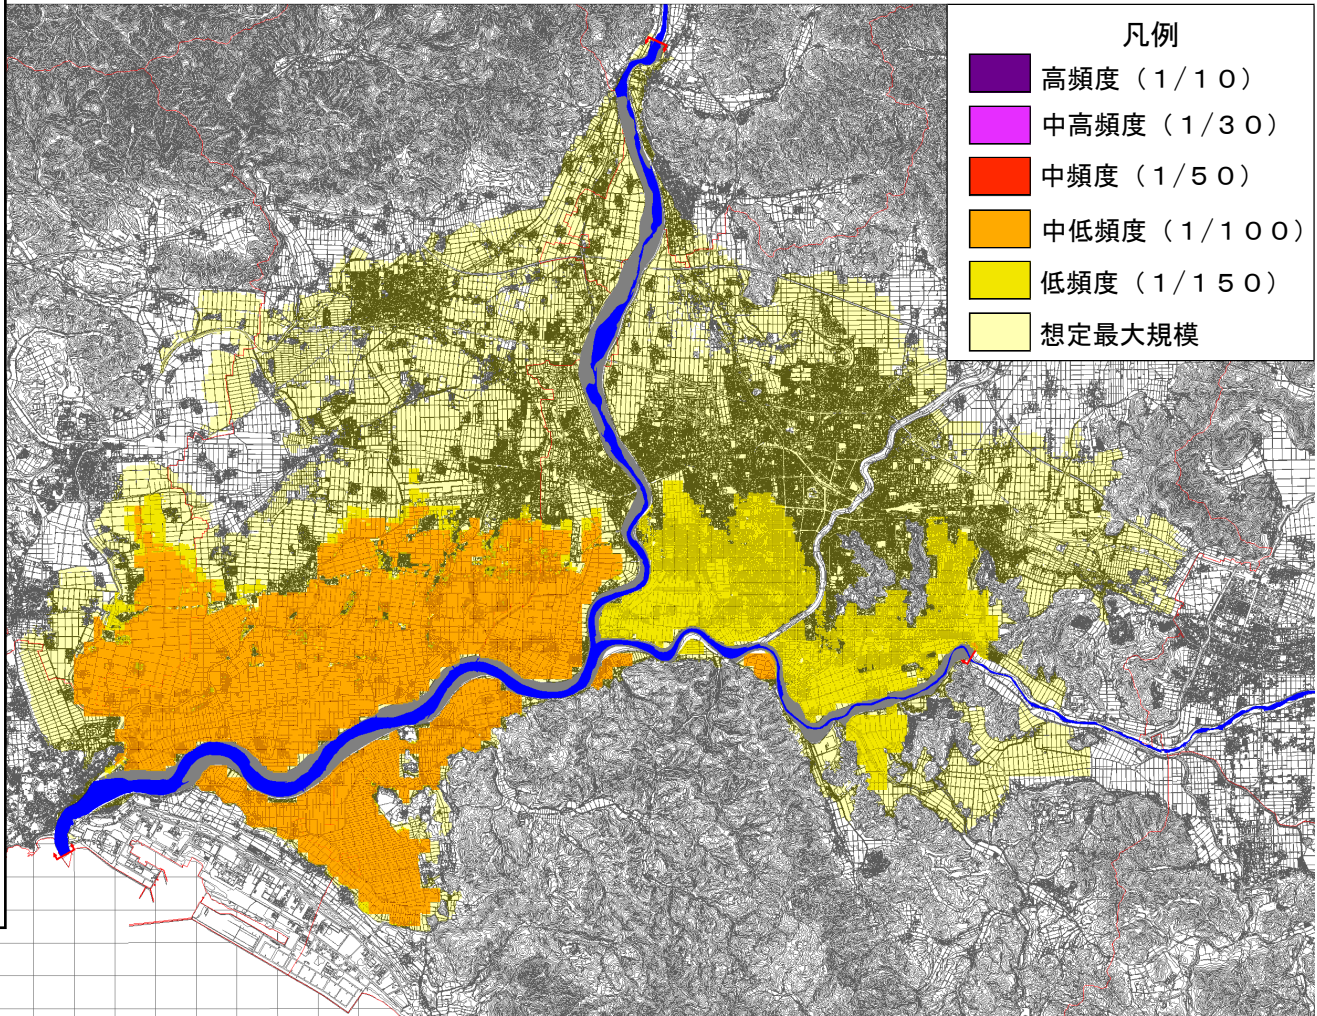 凡例
高頻度（１/１０）
中高頻度（１/３０）
中頻度（１/５０）
中低頻度（１/１００）
低頻度（１/１５０）
想定最大規模